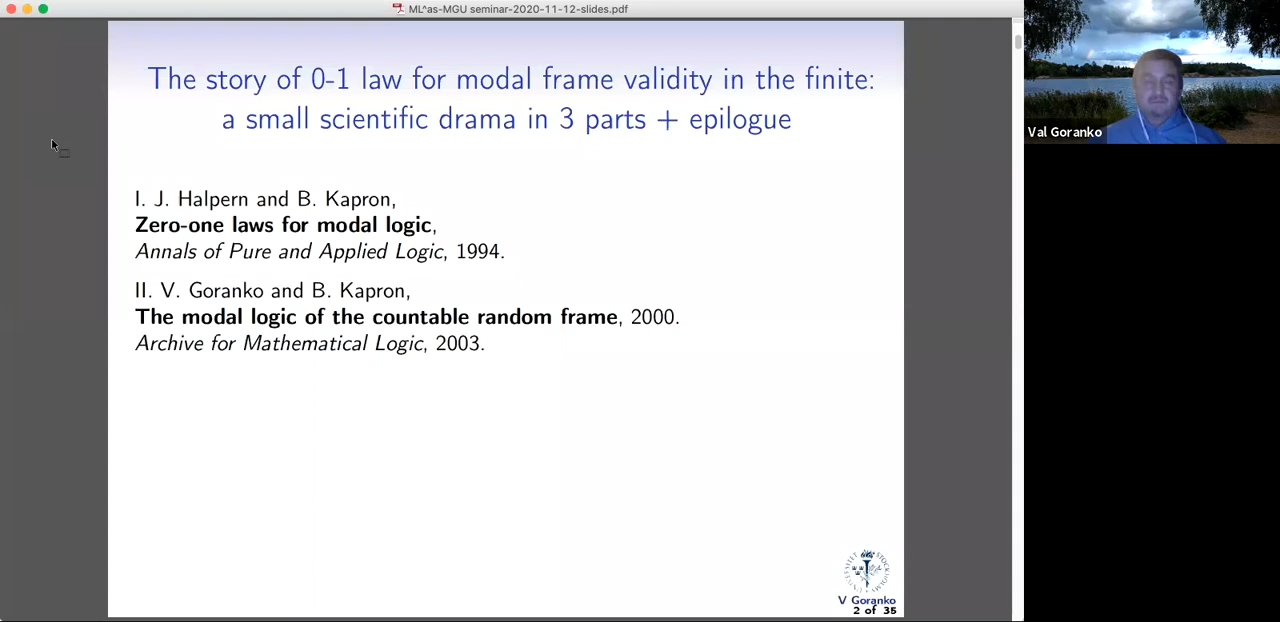 ML^as-MGU seminar-2020-11-12-slides.pdf
The story of 0-1 law for modal frame validity in the finite:
a small scientific drama in 3 parts + epilogue
I. J. Halpern and B. Kapron,
Zero-one laws for modal logic,
Annals of Pure and Applied Logic, 1994.
II. V. Goranko and B. Kapron,
The modal logic of the countable random frame, 2000.
Archive for Mathematical Logic, 2003.
V Goranko
2 of 35
Val Goranko